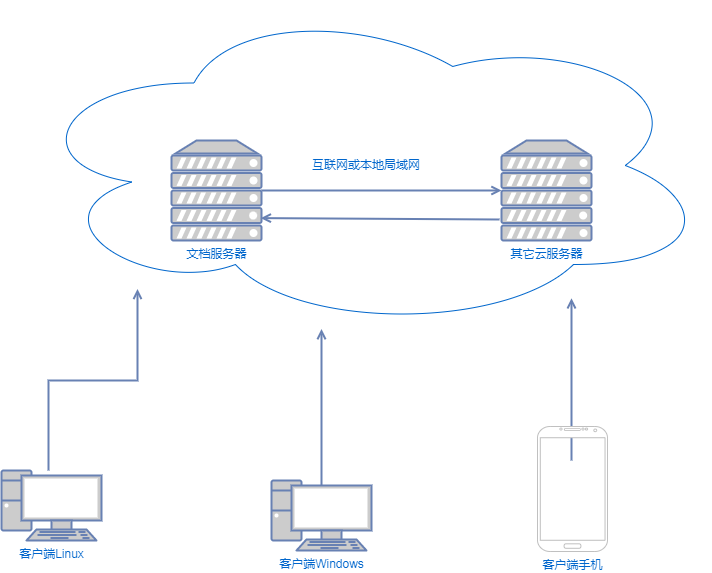 互联网或本地局域网
文档服务器
其它云服务器
客户端Linux
客户端Windows
客户端手机